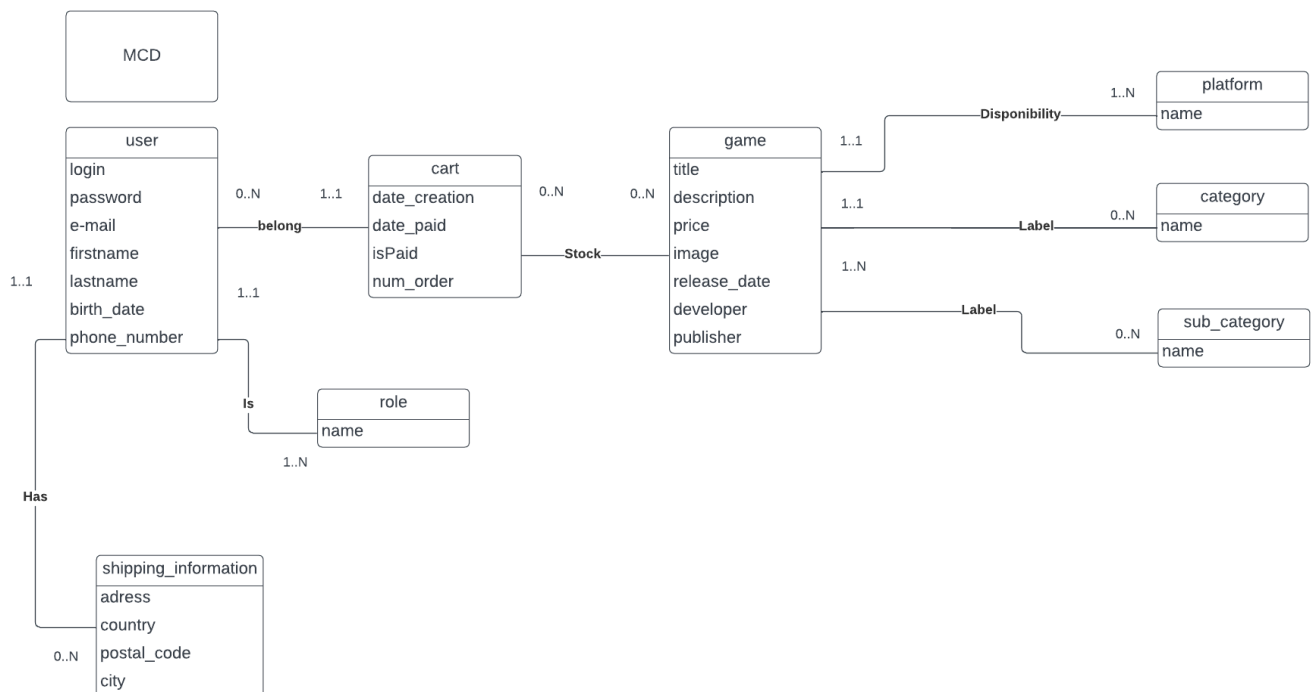 MCD
user
login
password
e-mail
firstname
lastname
birth_date
phone_number
0..N
belong
1..1
cart
date_creation
date_paid
isPaid
num_order
0..N
Stock
0..N
game
title
description
price
image
release_date
developer
publisher
1..1
Disponibility
1..N
platform
name
1..1
Label
0..N
category
name
1..N
Label
0..N
sub_category
name
1..1
Is
1..N
role
name
1..1
Has
0..N
shipping_information
adress
country
postal_code
city